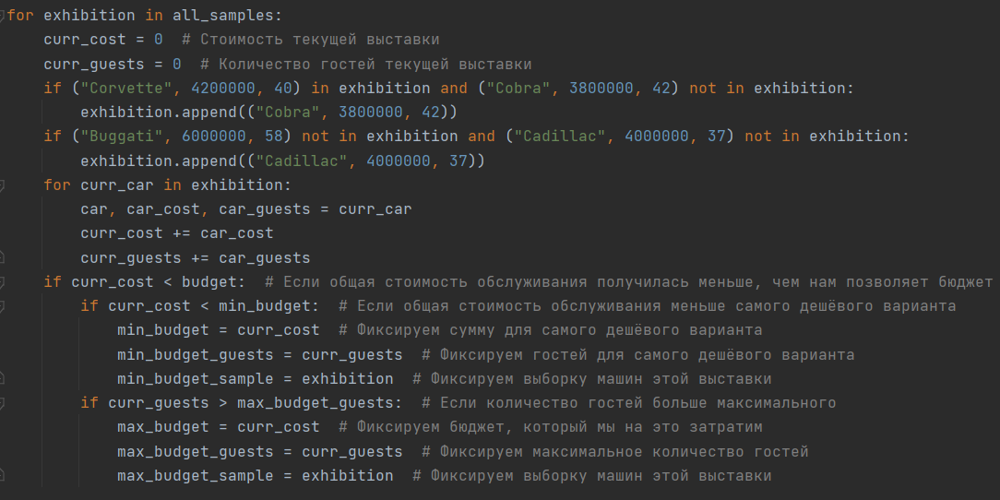 for exhibition in all_samples:
    curr_cost = 0  # Стоимость текущей выставки
    curr_guests = 0  # Количество гостей текущей выставки
    if ("Corvette", 4200000, 40) in exhibition and ("Cobra", 3800000, 42) not in exhibition:
        exhibition.append(("Cobra", 3800000, 42))
    if ("Buggati", 6000000, 58) not in exhibition and ("Cadillac", 4000000, 37) not in exhibition:
        exhibition.append(("Cadillac", 4000000, 37))
    for curr_car in exhibition:
        car, car_cost, car_guests = curr_car
        curr_cost += car_cost
        curr_guests += car_guests
    if curr_cost < budget:  # Если общая стоимость обслуживания получилась меньше, чем нам позволяет бюджет
        if curr_cost < min_budget:  # Если общая стоимость обслуживания меньше самого дешёвого варианта
            min_budget = curr_cost  # Фиксируем сумму для самого дешёвого варианта
            min_budget_guests = curr_guests  # Фиксируем гостей для самого дешёвого варианта
            min_budget_sample = exhibition  # Фиксируем выборку машин этой выставки
        if curr_guests > max_budget_guests:  # Если количество гостей больше максимального
            max_budget = curr_cost  # Фиксируем бюджет, который мы на это затратим
            max_budget_guests = curr_guests  # Фиксируем максимальное количество гостей
            max_budget_sample = exhibition  # Фиксируем выборку машин этой выставки